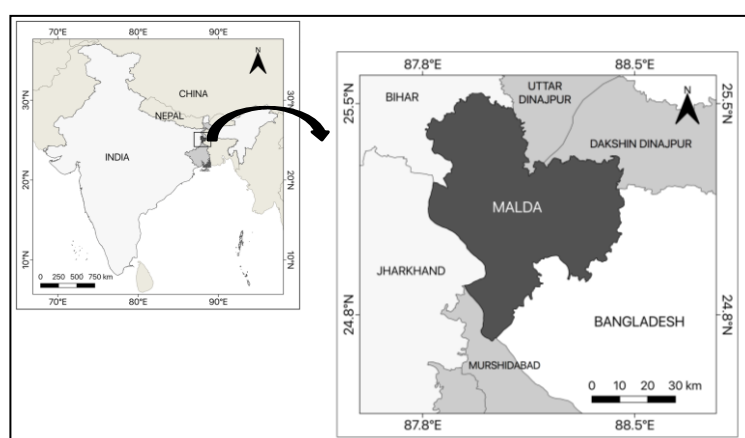 70°E
80°E
90°E
N
CHINA
30°N
30°N
NEPAL
INDIA
20°N
20°N
10°N
10°N
0 250 500 750 km
70°E
80°E
90°E
87.8°E
88.5°E
BIHAR
UTTAR
DINAJPUR
N
25.5°N
25.5°N
DAKSHIN DINAJPUR
MALDA
JHARKHAND
24.8°N
24.8°N
BANGLADESH
MURSHIDABAD
0 10 20 30 km
87.8°E
88.5°E